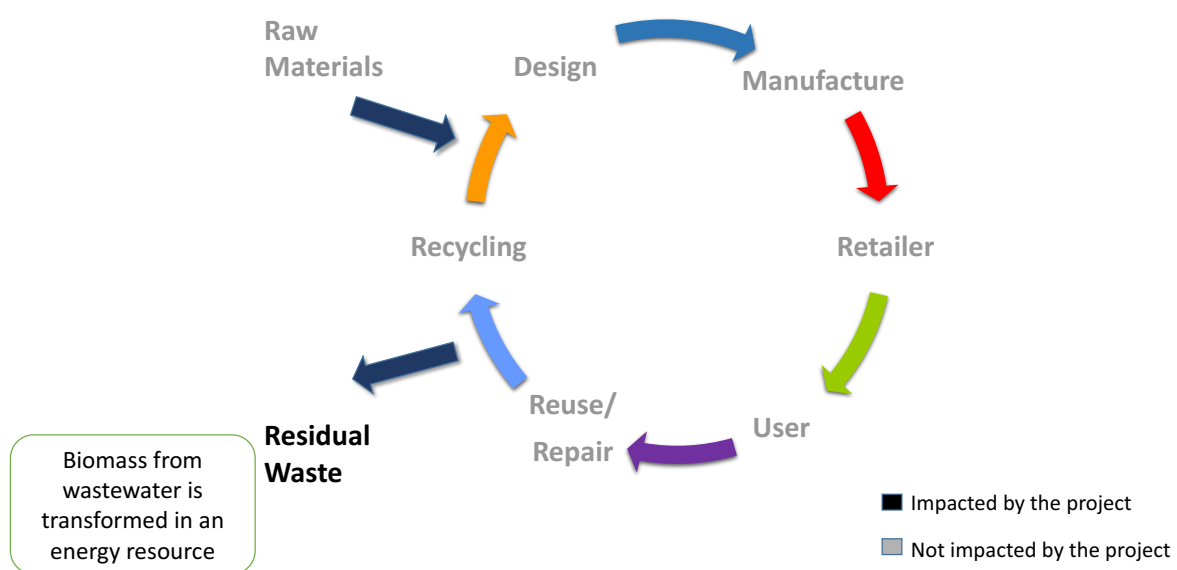 Raw
Materials
Design
Manufacture
Recycling
Retailer
Reuse/
Repair
User
Residual
Waste
Biomass from
wastewater is
transformed in an
energy resource
Impacted by the project
Not impacted by the project